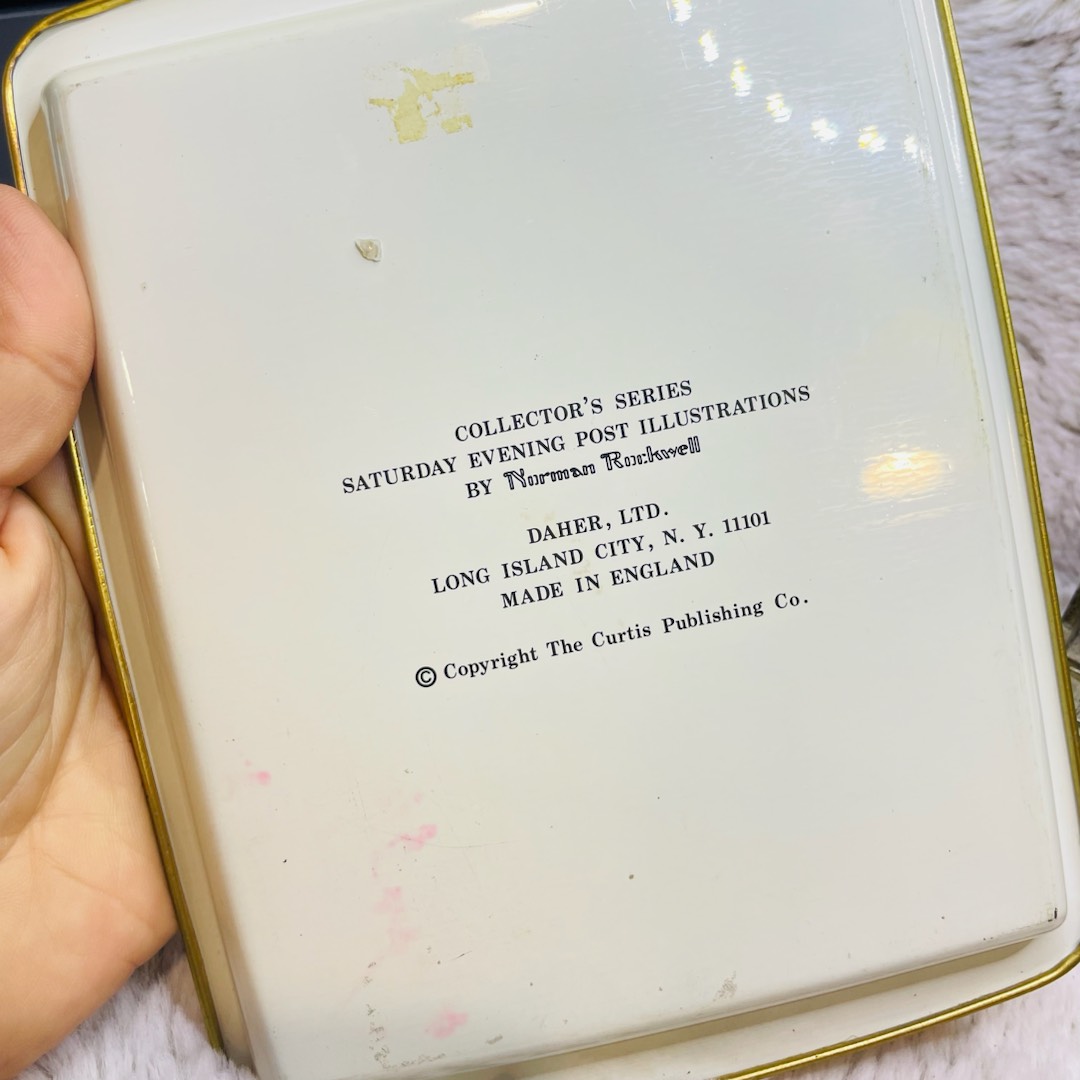 COLLECTOR'S SERIES
SATURDAY EVENING POST ILLUSTRATIONS
BY Norman Rockwell
DAHER, LTD.
LONG ISLAND CITY, N. Y. 11101
MADE IN ENGLAND
© Copyright The Curtis Publishing Co.